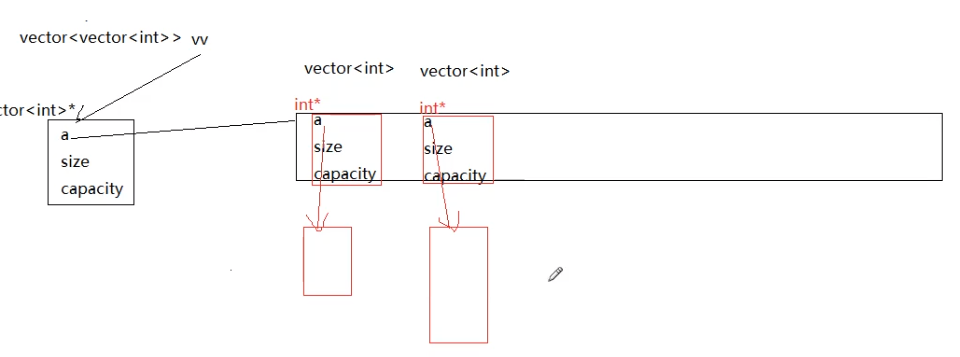 vector<vector<int>> vv
vector<int> vector<int>
ctor<int>*
int* int*
a
size
capacity
a
size
capacity
a
size
capacity